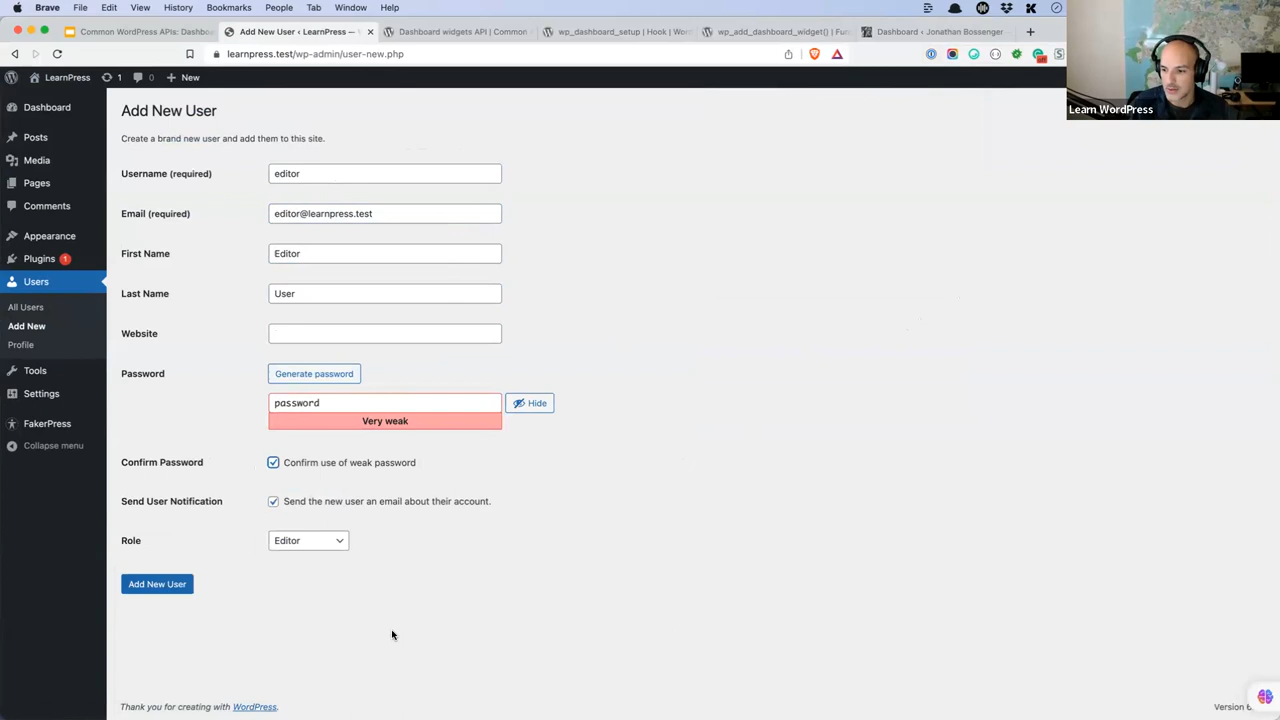 Brave File Edit View History Bookmarks People Tab Window Help
Common WordPress APIs: Dashbo
Add New User ‹ LearnPress —
Dashboard widgets API | Common
wp_dashboard_setup | Hook | Wor
wp_add_dashboard_widget() | Fun
Dashboard ‹ Jonathan Bossenger
learnpress.test/wp-admin/user-new.php
LearnPress 1 0 New
Learn WordPress
Dashboard
Posts
Media
Pages
Comments
Appearance
Plugins 1
Users
All Users
Add New
Profile
Tools
Settings
FakerPress
Collapse menu
Add New User
Create a brand new user and add them to this site.
Username (required) editor
Email (required) editor@learnpress.test
First Name Editor
Last Name User
Website
Password Generate password
password Hide
Very weak
Confirm Password Confirm use of weak password
Send User Notification Send the new user an email about their account.
Role Editor
Add New User
Thank you for creating with WordPress.
Version